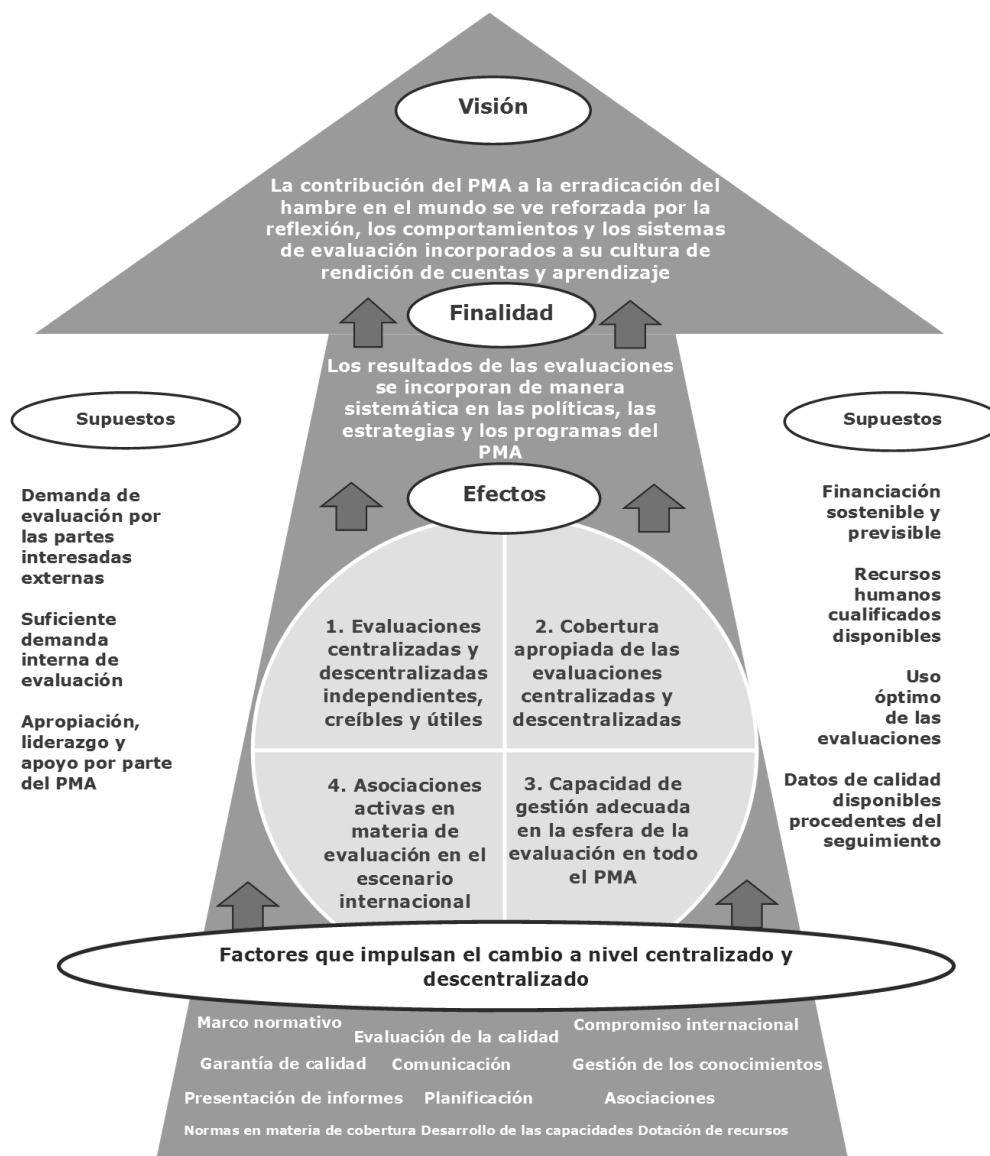 Visión
La contribución del PMA a la erradicación del
hambre en el mundo se ve reforzada por la
reflexión, los comportamientos y los sistemas
de evaluación incorporados a su cultura de
rendición de cuentas y aprendizaje
Finalidad
Los resultados de las evaluaciones
se incorporan de manera
sistemática en las políticas, las
estrategias y los programas del
PMA
Supuestos
Demanda de
evaluación por
las partes
interesadas
externas
Suficiente
demanda
interna de
evaluación
Apropiación,
liderazgo y
apoyo por parte
del PMA
Supuestos
Financiación
sostenible y
previsible
Recursos
humanos
cualificados
disponibles
Uso
óptimo
de las
evaluaciones
Datos de calidad
disponibles
procedentes del
seguimiento
Efectos
1. Evaluaciones
centralizadas y
descentralizadas
independientes,
creíbles y útiles
2. Cobertura
apropiada de las
evaluaciones
centralizadas y
descentralizadas
4. Asociaciones
activas en
materia de
evaluación en el
escenario
internacional
3. Capacidad de
gestión adecuada
en la esfera de la
evaluación en todo
el PMA
Factores que impulsan el cambio a nivel centralizado y
descentralizado
Marco normativo
Evaluación de la calidad
Compromiso internacional
Garantía de calidad
Comunicación
Gestión de los conocimientos
Presentación de informes
Planificación
Asociaciones
Normas en materia de cobertura Desarrollo de las capacidades Dotación de recursos